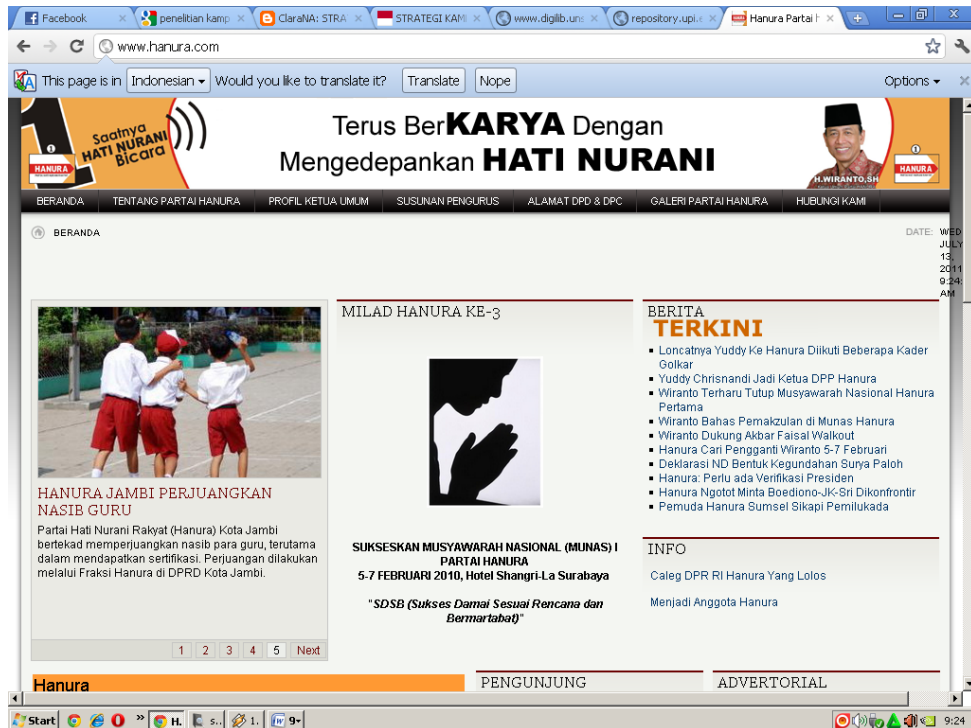 Facebook
penelitian kamp
ClaraNA: STRA
STRATEGI KAM
www.digilib.uns
repository.upi.e
Hanura Partai H
www.hanura.com
This page is in Indonesian Would you like to translate it? Translate Nope Options
1
Saatnya
HATI NURANI
Bicara
HANURA
Terus BerKARYA Dengan
Mengedepankan HATI NURANI
H.WIRANTO,SH
1
HANURA
BERANDA TENTANG PARTAI HANURA PROFIL KETUA UMUM SUSUNAN PENGURUS ALAMAT DPD & DPC GALERI PARTAI HANURA HUBUNGI KAMI
BERANDA
DATE: WED
JULY
13,
2011
9:24:
AM
HANURA JAMBI PERJUANGKAN
NASIB GURU
Partai Hati Nurani Rakyat (Hanura) Kota Jambi
bertekad memperjuangkan nasib para guru, terutama
dalam mendapatkan sertifikasi. Perjuangan dilakukan
melalui Fraksi Hanura di DPRD Kota Jambi.
1 2 3 4 5 Next
MILAD HANURA KE-3
SUKSESKAN MUSYAWARAH NASIONAL (MUNAS) I
PARTAI HANURA
5-7 FEBRUARI 2010, Hotel Shangri-La Surabaya
"SDSB (Sukses Damai Sesuai Rencana dan
Bermartabat)"
BERITA
TERKINI
Loncatnya Yuddy Ke Hanura Diikuti Beberapa Kader
Golkar
Yuddy Chrisnandi Jadi Ketua DPP Hanura
Wiranto Terharu Tutup Musyawarah Nasional Hanura
Pertama
Wiranto Bahas Pemakzulan di Munas Hanura
Wiranto Dukung Akbar Faisal Walkout
Hanura Cari Pengganti Wiranto 5-7 Februari
Deklarasi ND Bentuk Kegundahan Surya Paloh
Hanura: Perlu ada Verifikasi Presiden
Hanura Ngotot Minta Boediono-JK-Sri Dikonfrontir
Pemuda Hanura Sumsel Sikapi Pemilukada
INFO
Caleg DPR RI Hanura Yang Lolos
Menjadi Anggota Hanura
Hanura
PENGUNJUNG
ADVERTORIAL
Start » H. s.. 1. 9- 9:24